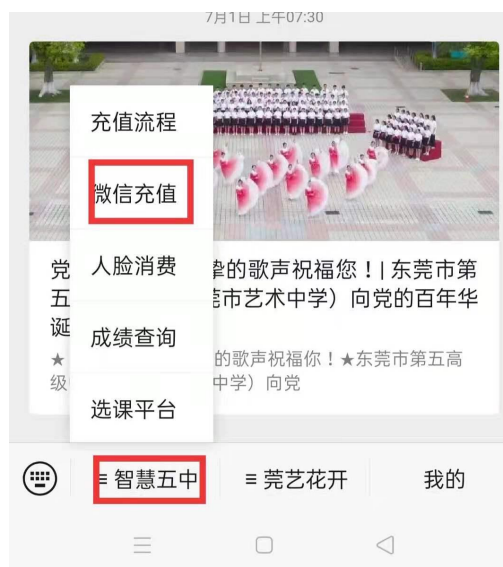 7月1日 上午07:30
充值流程
微信充值
人脸消费
成绩查询
选课平台
党
挚的歌声祝福您！| 东莞市第
五
莞市艺术中学）向党的百年华
诞
★
的歌声祝福你！★东莞市第五高
级
中学）向党
≡ 智慧五中
≡ 莞艺花开
我的